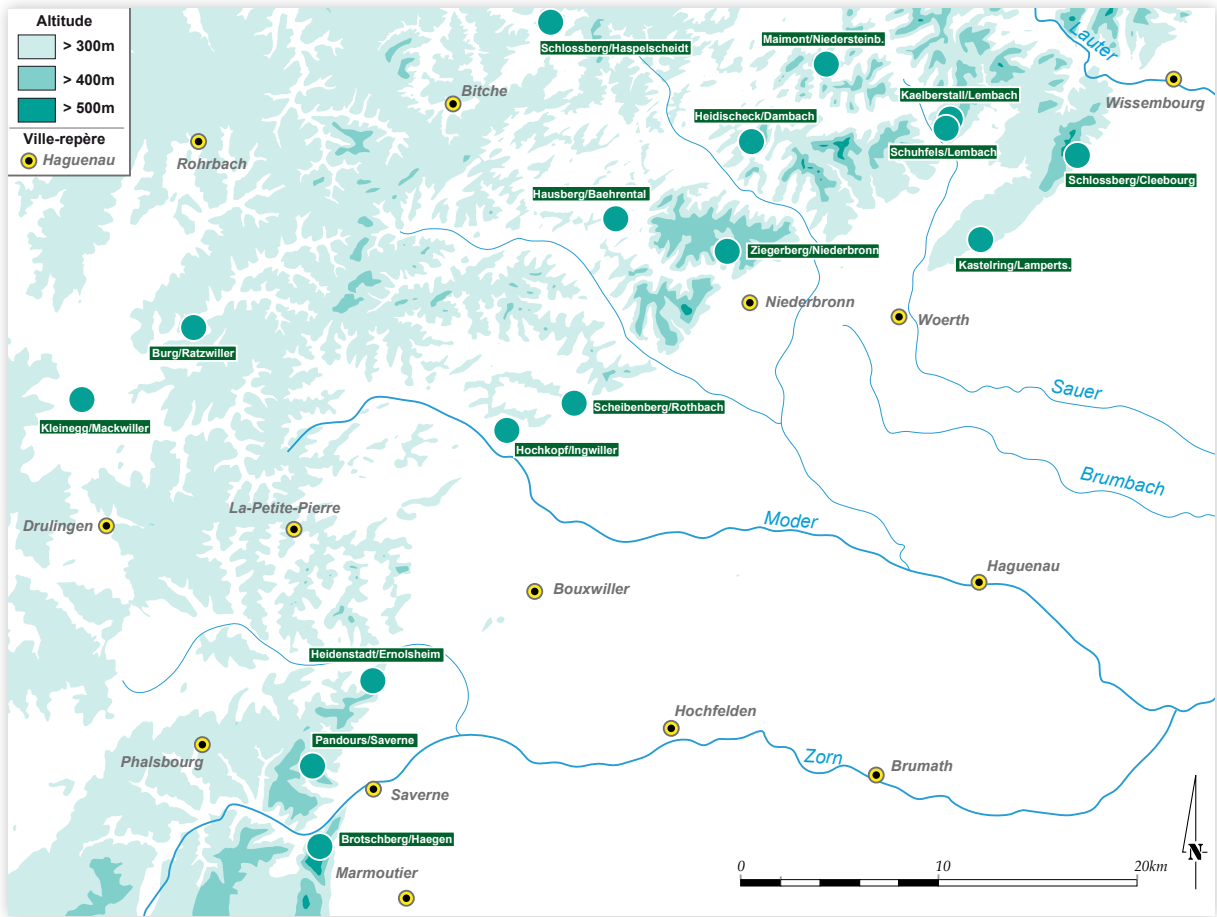 Altitude
> 300m
> 400m
> 500m
Ville-repère
Haguenau
Schlossberg/Haspelscheidt
Maimont/Niedersteinb.
Lauter
Bitche
Kaelberstall/Lembach
Wissembourg
Heidischeck/Dambach
Rohrbach
Schuhfels/Lembach
Schlossberg/Cleebourg
Hausberg/Baehrental
Ziegerberg/Niederbronn
Kastelring/Lamperts.
Niederbronn
Woerth
Burg/Ratzwiller
Sauer
Scheibenberg/Rothbach
Kleinegg/Mackwiller
Hochkopf/Ingwiller
Brumbach
La-Petite-Pierre
Drulingen
Moder
Haguenau
Bouxwiller
Heidenstadt/Ernolsheim
Hochfelden
Pandours/Saverne
Phalsbourg
Zorn
Brumath
Saverne
Brotschberg/Haegen
Marmoutier
N
0 10 20km